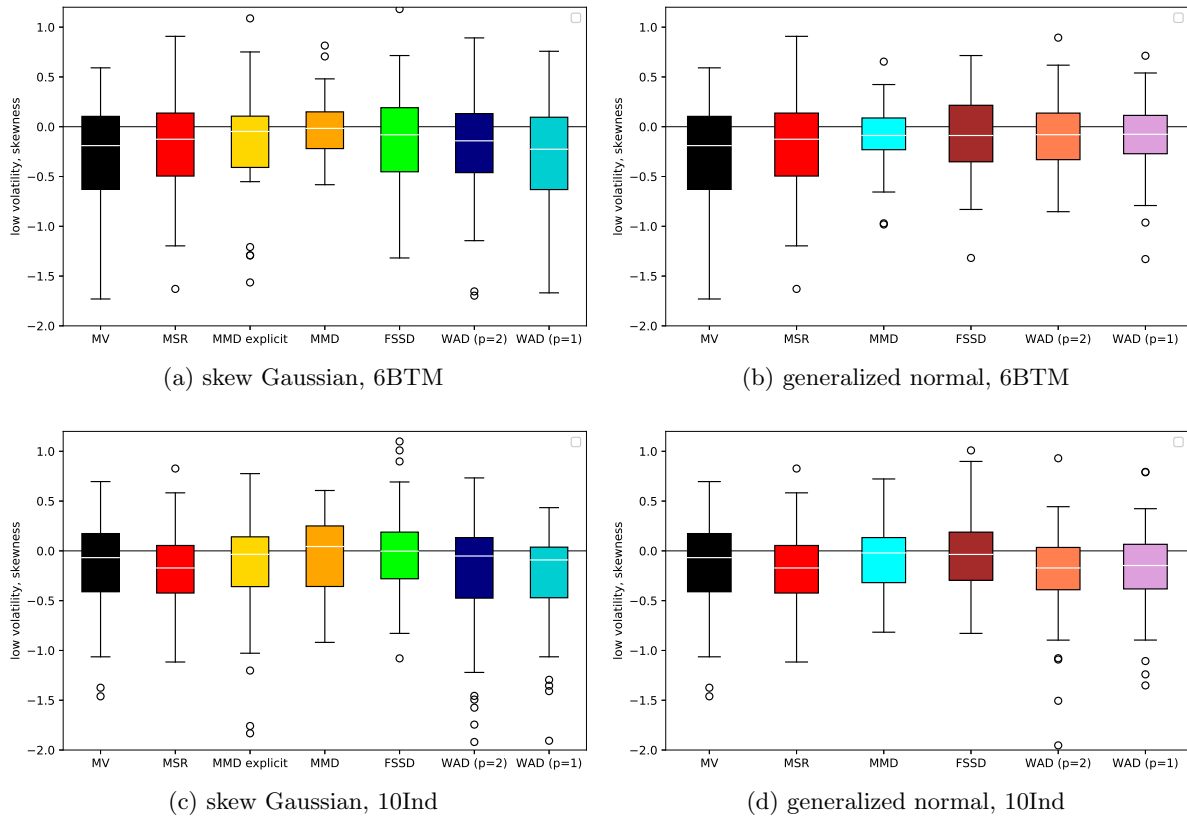 low volatility, skewness
1.0
0.5
0.0
−0.5
−1.0
−1.5
−2.0
MV MSR MMD explicit MMD FSSD WAD (p=2) WAD (p=1)
(a) skew Gaussian, 6BTM
low volatility, skewness
1.0
0.5
0.0
−0.5
−1.0
−1.5
−2.0
MV MSR MMD FSSD WAD (p=2) WAD (p=1)
(b) generalized normal, 6BTM
low volatility, skewness
1.0
0.5
0.0
−0.5
−1.0
−1.5
−2.0
MV MSR MMD explicit MMD FSSD WAD (p=2) WAD (p=1)
(c) skew Gaussian, 10Ind
low volatility, skewness
1.0
0.5
0.0
−0.5
−1.0
−1.5
−2.0
MV MSR MMD FSSD WAD (p=2) WAD (p=1)
(d) generalized normal, 10Ind